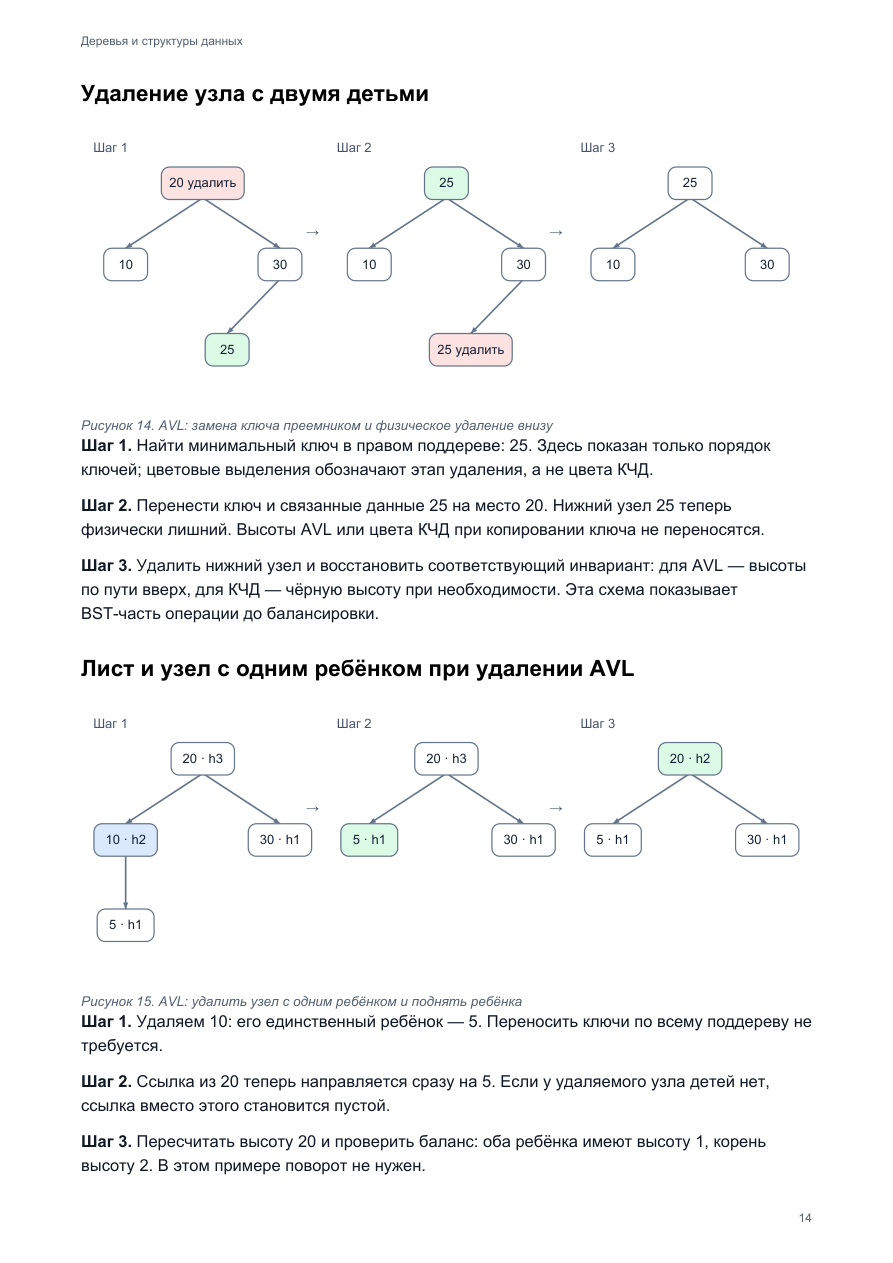 Деревья и структуры данных
Удаление узла с двумя детьми
Шаг 1
Шаг 2
Шаг 3
20 удалить
25
25
→
→
10
30
10
30
10
30
25
25 удалить
Рисунок 14. AVL: замена ключа преемником и физическое удаление внизу
Шаг 1. Найти минимальный ключ в правом поддереве: 25. Здесь показан только порядок
ключей; цветовые выделения обозначают этап удаления, а не цвета КЧД.
Шаг 2. Перенести ключ и связанные данные 25 на место 20. Нижний узел 25 теперь
физически лишний. Высоты AVL или цвета КЧД при копировании ключа не переносятся.
Шаг 3. Удалить нижний узел и восстановить соответствующий инвариант: для AVL — высоты
по пути вверх, для КЧД — чёрную высоту при необходимости. Эта схема показывает
BST-часть операции до балансировки.
Лист и узел с одним ребёнком при удалении AVL
Шаг 1
Шаг 2
Шаг 3
20 · h3
20 · h3
20 · h2
→
→
10 · h2
30 · h1
5 · h1
30 · h1
5 · h1
30 · h1
5 · h1
Рисунок 15. AVL: удалить узел с одним ребёнком и поднять ребёнка
Шаг 1. Удаляем 10: его единственный ребёнок — 5. Переносить ключи по всему поддереву не
требуется.
Шаг 2. Ссылка из 20 теперь направляется сразу на 5. Если у удаляемого узла детей нет,
ссылка вместо этого становится пустой.
Шаг 3. Пересчитать высоту 20 и проверить баланс: оба ребёнка имеют высоту 1, корень
высоту 2. В этом примере поворот не нужен.
14